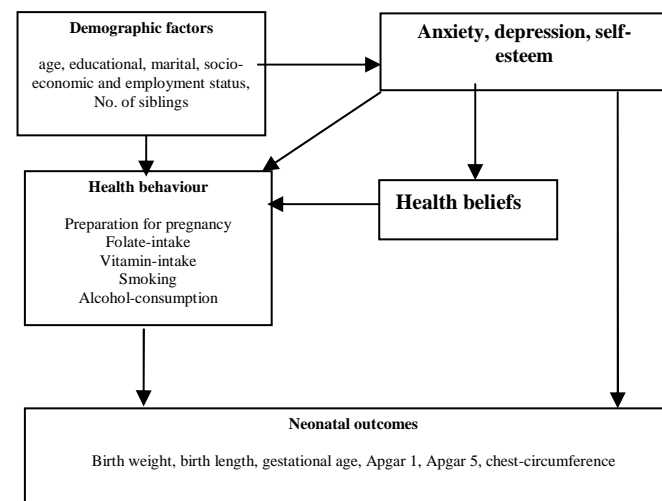 Demographic factors
age, educational, marital, socio-
economic and employment status,
No. of siblings
Anxiety, depression, self-
esteem
Health behaviour
Preparation for pregnancy
Folate-intake
Vitamin-intake
Smoking
Alcohol-consumption
Health beliefs
Neonatal outcomes
Birth weight, birth length, gestational age, Apgar 1, Apgar 5, chest-circumference